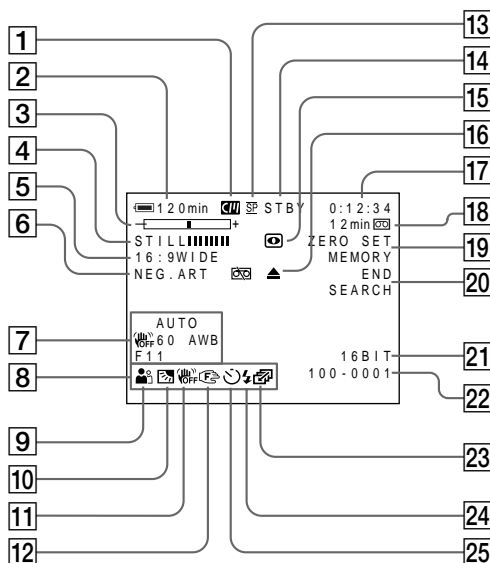 1
2
3
4
5
6
7
8
9
10
11
12
13
14
15
16
17
18
19
20
21
22
23
24
25
120min SP STBY 0:12:34
− + 12min
STILL ZERO SET
16:9WIDE MEMORY
NEG.ART END
SEARCH
AUTO
OFF 60 AWB
F11 16BIT
100-0001
OFF F